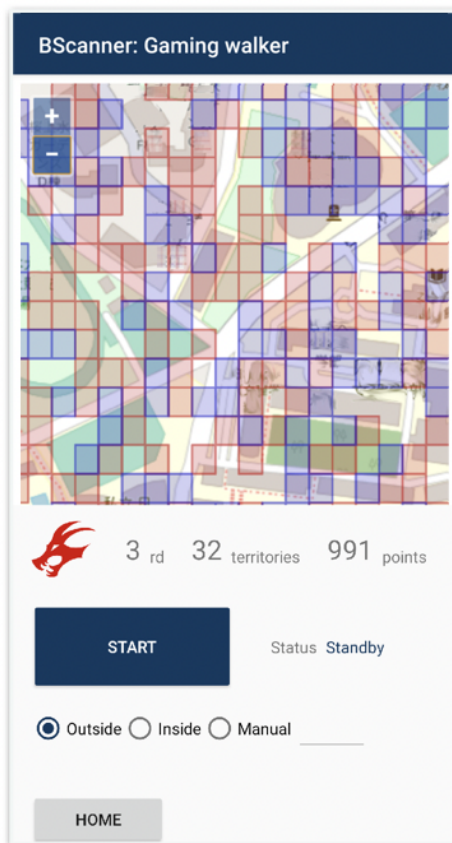 BScanner: Gaming walker
+
−
3 rd 32 territories 991 points
START Status Standby
Outside Inside Manual
HOME